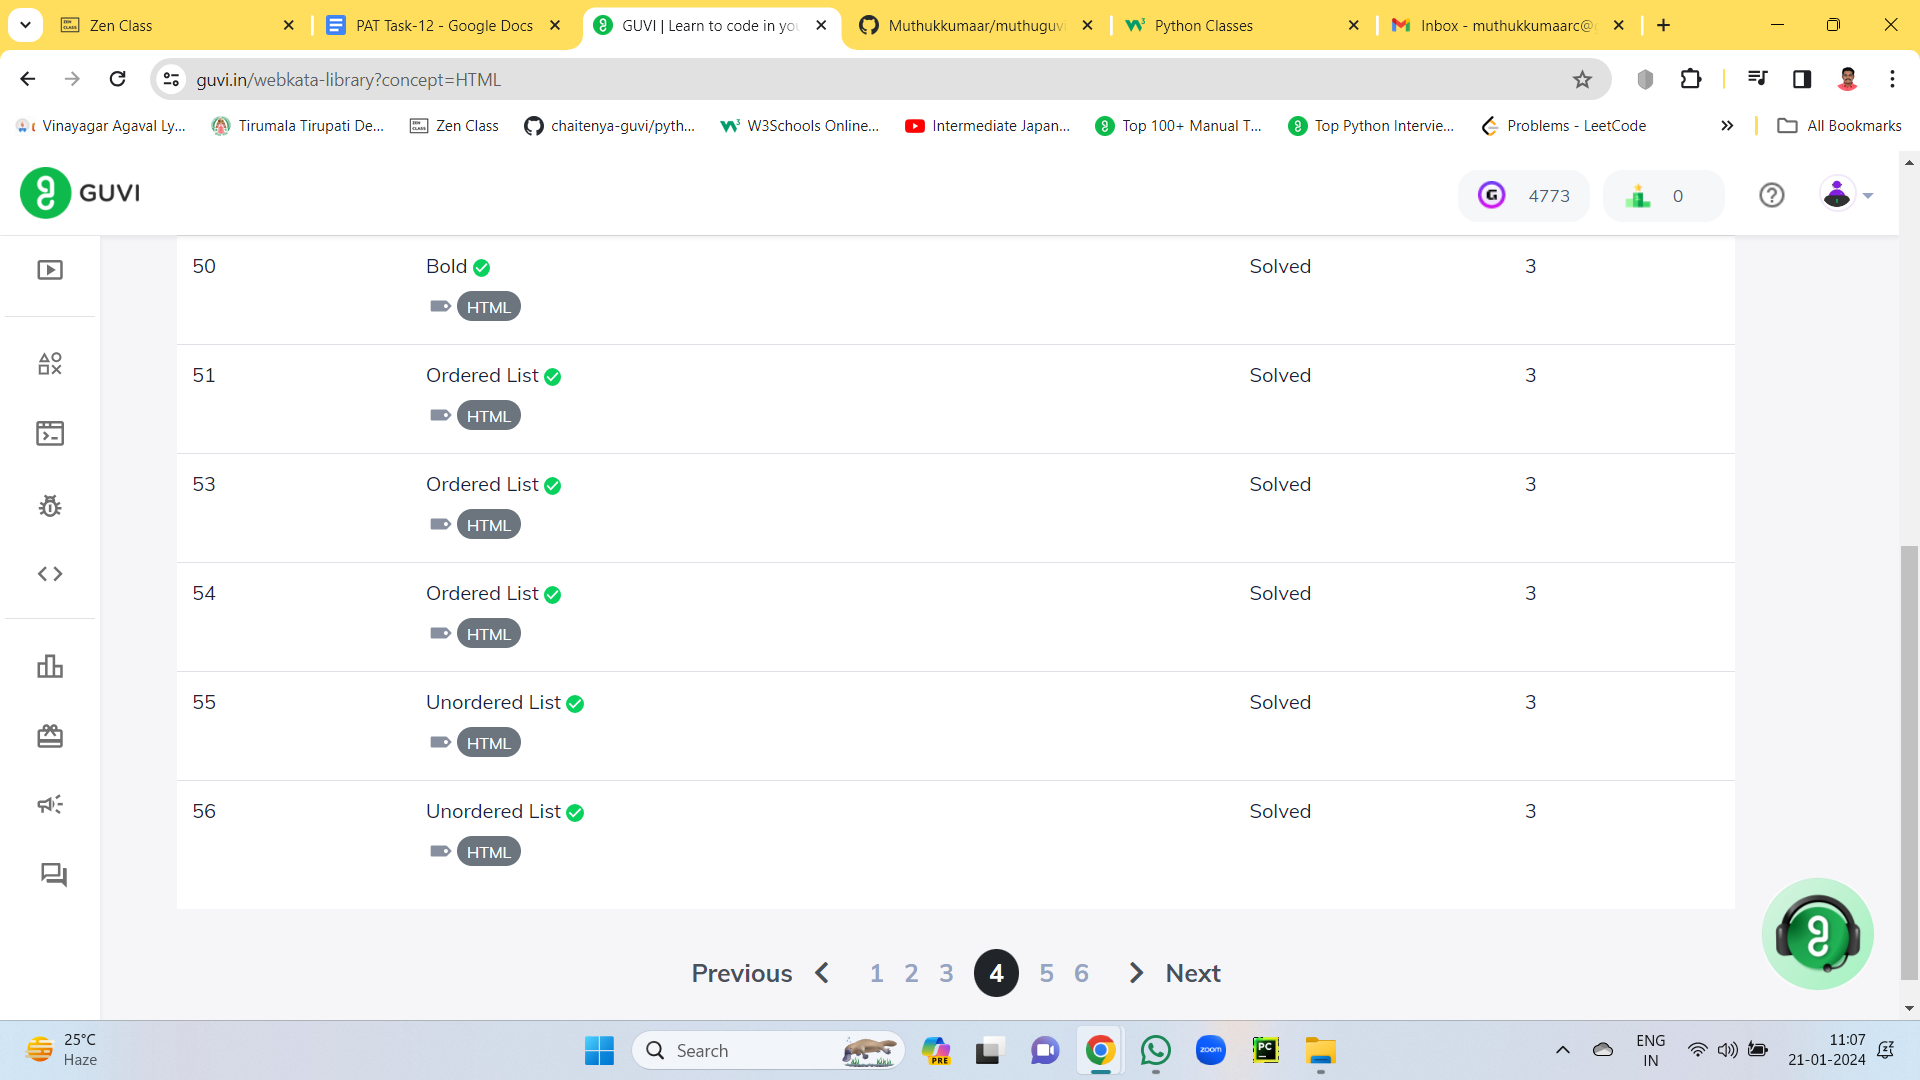 Zen Class
PAT Task-12 - Google Docs
GUVI | Learn to code in you
Muthukkumaar/muthuguvi
Python Classes
Inbox - muthukkumaarc@g
guvi.in/webkata-library?concept=HTML
Vinayagar Agaval Ly...
Tirumala Tirupati De...
Zen Class
chaitenya-guvi/pyth...
W3Schools Online...
Intermediate Japan...
Top 100+ Manual T...
Top Python Intervie...
Problems - LeetCode
All Bookmarks
GUVI
4773
0
50 Bold Solved 3
HTML
51 Ordered List Solved 3
HTML
53 Ordered List Solved 3
HTML
54 Ordered List Solved 3
HTML
55 Unordered List Solved 3
HTML
56 Unordered List Solved 3
HTML
Previous 1 2 3 4 5 6 Next
25°C
Haze
Search
PRE
zoom
PC
ENG
IN
11:07
21-01-2024